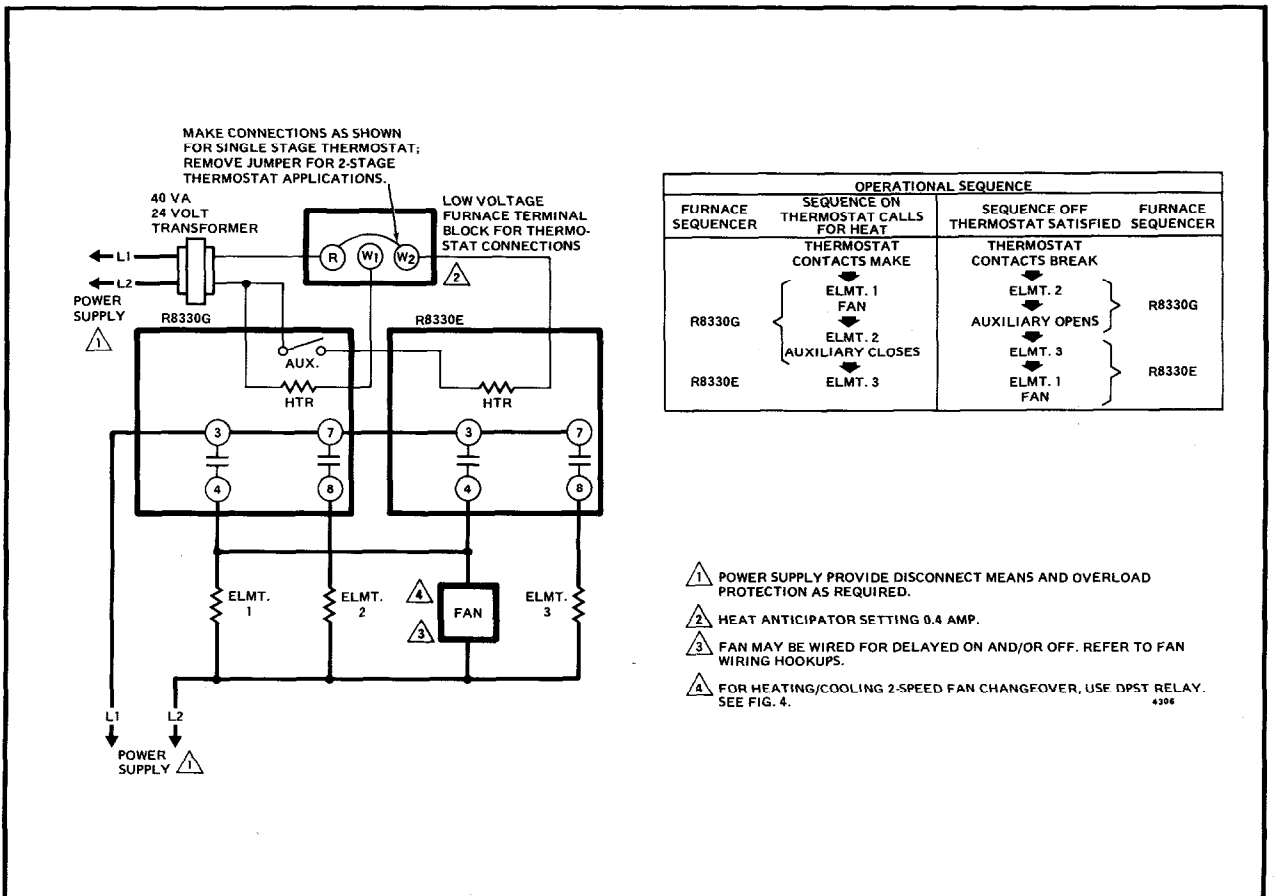 MAKE CONNECTIONS AS SHOWN
FOR SINGLE STAGE THERMOSTAT;
REMOVE JUMPER FOR 2-STAGE
THERMOSTAT APPLICATIONS.
40 VA
24 VOLT
TRANSFORMER
LOW VOLTAGE
FURNACE TERMINAL
BLOCK FOR THERMO-
STAT CONNECTIONS
R W1 W2
2
L1
L2
POWER
SUPPLY
1
R8330G
R8330E
AUX.
HTR
HTR
3 7 3 7
4 8 4 8
ELMT.
1
ELMT.
2
4
FAN
3
ELMT.
3
L1 L2
POWER
SUPPLY
1
OPERATIONAL SEQUENCE
FURNACE
SEQUENCER
SEQUENCE ON
THERMOSTAT CALLS
FOR HEAT
SEQUENCE OFF
THERMOSTAT SATISFIED
FURNACE
SEQUENCER
R8330G
R8330E
THERMOSTAT
CONTACTS MAKE
ELMT. 1
FAN
ELMT. 2
AUXILIARY CLOSES
ELMT. 3
THERMOSTAT
CONTACTS BREAK
ELMT. 2
AUXILIARY OPENS
ELMT. 3
ELMT. 1
FAN
R8330G
R8330E
1 POWER SUPPLY PROVIDE DISCONNECT MEANS AND OVERLOAD
PROTECTION AS REQUIRED.
2 HEAT ANTICIPATOR SETTING 0.4 AMP.
3 FAN MAY BE WIRED FOR DELAYED ON AND/OR OFF. REFER TO FAN
WIRING HOOKUPS.
4 FOR HEATING/COOLING 2-SPEED FAN CHANGEOVER, USE DPST RELAY.
SEE FIG. 4.
4306